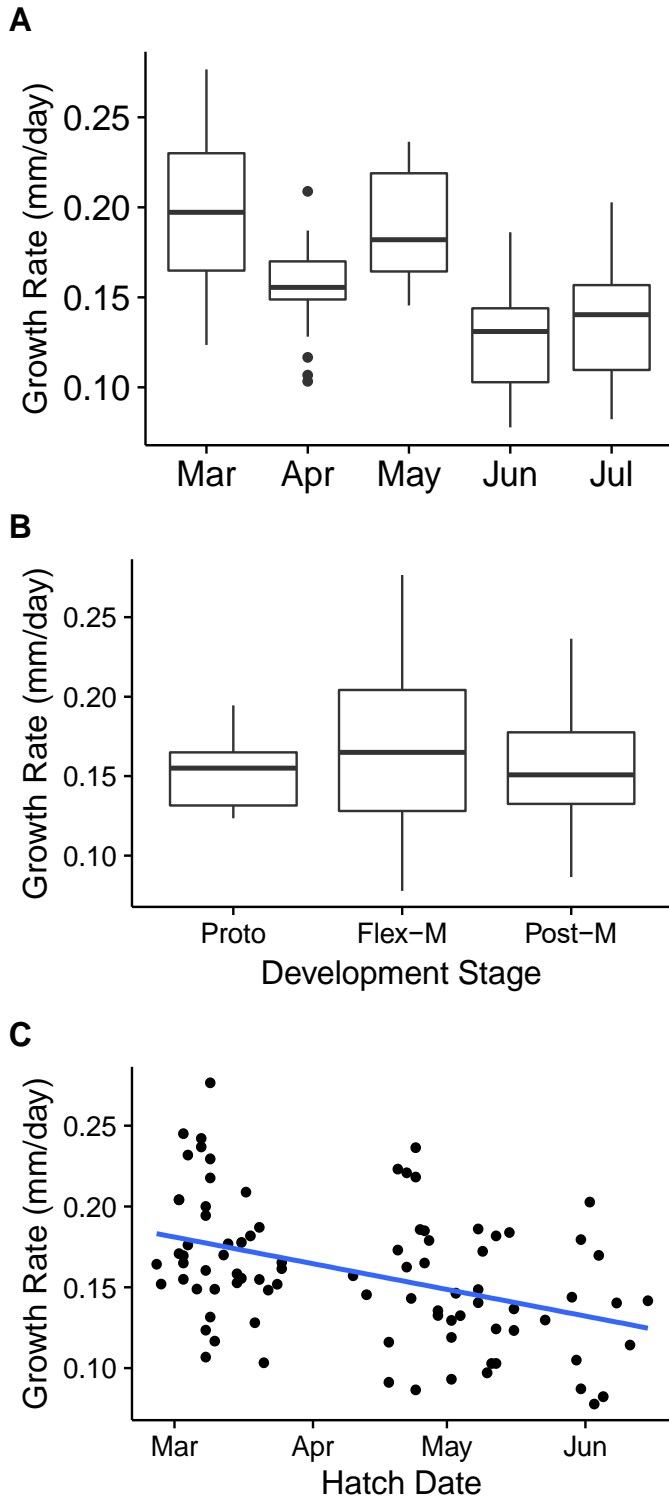 A
Growth Rate (mm/day)
0.25
0.20
0.15
0.10
Mar Apr May Jun Jul
B
Growth Rate (mm/day)
0.25
0.20
0.15
0.10
Proto Flex−M Post−M
Development Stage
C
Growth Rate (mm/day)
0.25
0.20
0.15
0.10
Mar Apr May Jun
Hatch Date